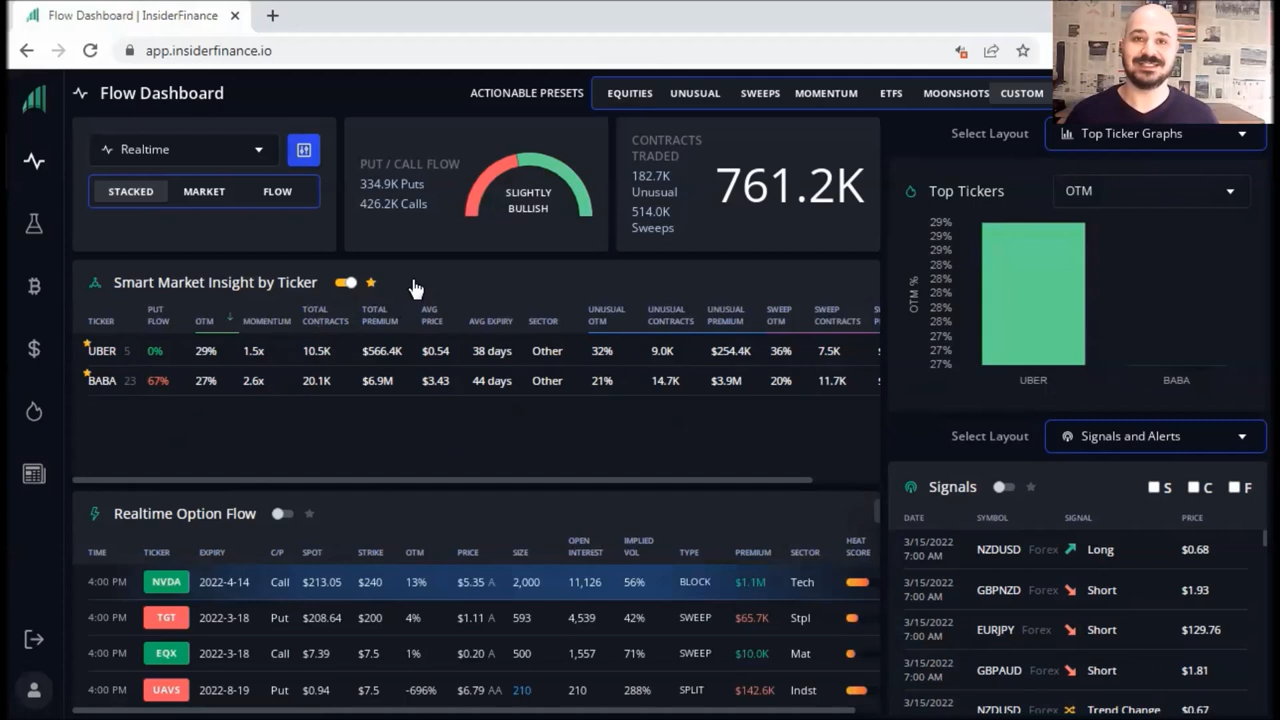 Flow Dashboard | InsiderFinance
app.insiderfinance.io
Flow Dashboard
ACTIONABLE PRESETS
EQUITIES UNUSUAL SWEEPS MOMENTUM ETFS MOONSHOTS CUSTOM
Realtime
STACKED MARKET FLOW
PUT / CALL FLOW
334.9K Puts
426.2K Calls
SLIGHTLY
BULLISH
CONTRACTS
TRADED
182.7K
Unusual
514.0K
Sweeps
761.2K
Select Layout Top Ticker Graphs
Top Tickers OTM
29%
29%
29%
28%
28%
28%
28%
28%
27%
27%
27%
OTM %
UBER BABA
Smart Market Insight by Ticker
TICKER PUT FLOW OTM MOMENTUM TOTAL CONTRACTS TOTAL PREMIUM AVG PRICE AVG EXPIRY SECTOR UNUSUAL OTM UNUSUAL CONTRACTS UNUSUAL PREMIUM SWEEP OTM SWEEP CONTRACTS
UBER 5 0% 29% 1.5x 10.5K $566.4K $0.54 38 days Other 32% 9.0K $254.4K 36% 7.5K
BABA 23 67% 27% 2.6x 20.1K $6.9M $3.43 44 days Other 21% 14.7K $3.9M 20% 11.7K
Select Layout Signals and Alerts
Signals S C F
DATE SYMBOL SIGNAL PRICE
3/15/2022 7:00 AM NZDUSD Forex Long $0.68
3/15/2022 7:00 AM GBPNZD Forex Short $1.93
3/15/2022 7:00 AM EURJPY Forex Short $129.76
3/15/2022 7:00 AM GBPAUD Forex Short $1.81
3/15/2022 NZDUSD Forex Trend Change $0.67
Realtime Option Flow
TIME TICKER EXPIRY C/P SPOT STRIKE OTM PRICE SIZE OPEN INTEREST IMPLIED VOL TYPE PREMIUM SECTOR HEAT SCORE
4:00 PM NVDA 2022-4-14 Call $213.05 $240 13% $5.35 A 2,000 11,126 56% BLOCK $1.1M Tech
4:00 PM TGT 2022-3-18 Put $208.64 $200 4% $1.11 A 593 4,539 42% SWEEP $65.7K Stpl
4:00 PM EQX 2022-3-18 Call $7.39 $7.5 1% $0.20 A 500 1,557 71% SWEEP $10.0K Mat
4:00 PM UAVS 2022-8-19 Put $0.94 $7.5 -696% $6.79 AA 210 210 288% SPLIT $142.6K Indst